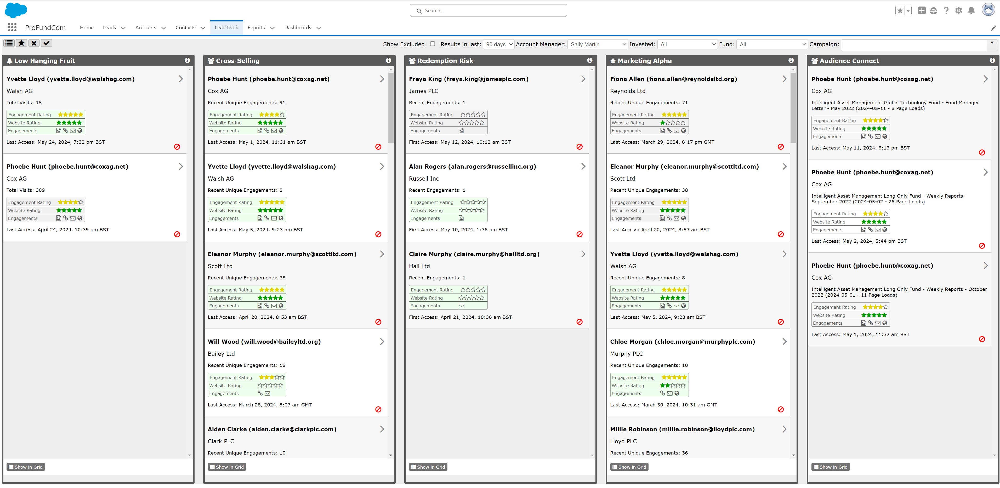 Search...
ProFundCom
Home
Leads
Accounts
Contacts
Lead Deck
Reports
Dashboards
Show Excluded:
Results in last: 90 days
Account Manager: Sally Martin
Invested: All
Fund: All
Campaign:
Low Hanging Fruit
Yvette Lloyd (yvette.lloyd@walshag.com)
Walsh AG
Total Visits: 15
Engagement Rating
Website Rating
Engagements
Last Access: May 24, 2024, 7:32 pm BST
Phoebe Hunt (phoebe.hunt@coxag.net)
Cox AG
Total Visits: 309
Engagement Rating
Website Rating
Engagements
Last Access: April 24, 2024, 10:39 pm BST
Show in Grid
Cross-Selling
Phoebe Hunt (phoebe.hunt@coxag.net)
Cox AG
Recent Unique Engagements: 91
Engagement Rating
Website Rating
Engagements
Last Access: May 1, 2024, 11:31 am BST
Yvette Lloyd (yvette.lloyd@walshag.com)
Walsh AG
Recent Unique Engagements: 8
Engagement Rating
Website Rating
Engagements
Last Access: May 5, 2024, 9:23 am BST
Eleanor Murphy (eleanor.murphy@scottltd.com)
Scott Ltd
Recent Unique Engagements: 38
Engagement Rating
Website Rating
Engagements
Last Access: April 20, 2024, 8:53 am BST
Will Wood (will.wood@baileyltd.org)
Bailey Ltd
Recent Unique Engagements: 18
Engagement Rating
Website Rating
Engagements
Last Access: March 28, 2024, 8:07 am GMT
Aiden Clarke (aiden.clarke@clarkplc.com)
Clark PLC
Recent Unique Engagements: 10
Show in Grid
Redemption Risk
Freya King (freya.king@jamesplc.com)
James PLC
Recent Engagements: 1
Engagement Rating
Website Rating
Engagements
First Access: May 12, 2024, 10:12 am BST
Alan Rogers (alan.rogers@russellinc.org)
Russell Inc
Recent Engagements: 1
Engagement Rating
Website Rating
Engagements
First Access: May 10, 2024, 1:38 pm BST
Claire Murphy (claire.murphy@hallltd.org)
Hall Ltd
Recent Engagements: 1
Engagement Rating
Website Rating
Engagements
First Access: April 21, 2024, 10:36 am BST
Show in Grid
Marketing Alpha
Fiona Allen (fiona.allen@reynoldsltd.org)
Reynolds Ltd
Recent Unique Engagements: 71
Engagement Rating
Website Rating
Engagements
Last Access: March 29, 2024, 6:17 pm GMT
Eleanor Murphy (eleanor.murphy@scottltd.com)
Scott Ltd
Recent Unique Engagements: 38
Engagement Rating
Website Rating
Engagements
Last Access: April 20, 2024, 8:53 am BST
Yvette Lloyd (yvette.lloyd@walshag.com)
Walsh AG
Recent Unique Engagements: 8
Engagement Rating
Website Rating
Engagements
Last Access: May 5, 2024, 9:23 am BST
Chloe Morgan (chloe.morgan@murphyplc.com)
Murphy PLC
Recent Unique Engagements: 10
Engagement Rating
Website Rating
Engagements
Last Access: March 30, 2024, 10:31 am GMT
Millie Robinson (millie.robinson@lloydplc.com)
Lloyd PLC
Recent Unique Engagements: 36
Show in Grid
Audience Connect
Phoebe Hunt (phoebe.hunt@coxag.net)
Cox AG
Intelligent Asset Management Global Technology Fund - Fund Manager
Letter - May 2022 (2024-05-11 - 8 Page Loads)
Engagement Rating
Website Rating
Engagements
Last Access: May 11, 2024, 6:13 pm BST
Phoebe Hunt (phoebe.hunt@coxag.net)
Cox AG
Intelligent Asset Management Long Only Fund - Weekly Reports -
September 2022 (2024-05-02 - 26 Page Loads)
Engagement Rating
Website Rating
Engagements
Last Access: May 2, 2024, 5:44 pm BST
Phoebe Hunt (phoebe.hunt@coxag.net)
Cox AG
Intelligent Asset Management Long Only Fund - Weekly Reports - October
2022 (2024-05-01 - 11 Page Loads)
Engagement Rating
Website Rating
Engagements
Last Access: May 1, 2024, 11:32 am BST
Show in Grid